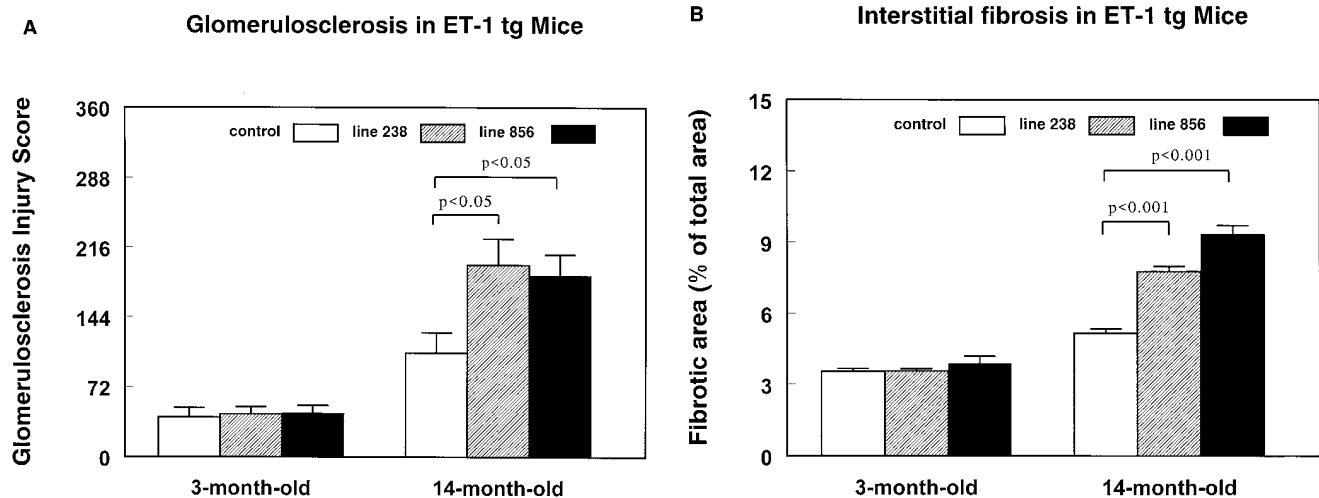 A
Glomerulosclerosis in ET-1 tg Mice
Glomerulosclerosis Injury Score
360
288
216
144
72
0
control
line 238
line 856
p<0.05
p<0.05
3-month-old
14-month-old
B
Interstitial fibrosis in ET-1 tg Mice
Fibrotic area (% of total area)
15
12
9
6
3
0
control
line 238
line 856
p<0.001
p<0.001
3-month-old
14-month-old